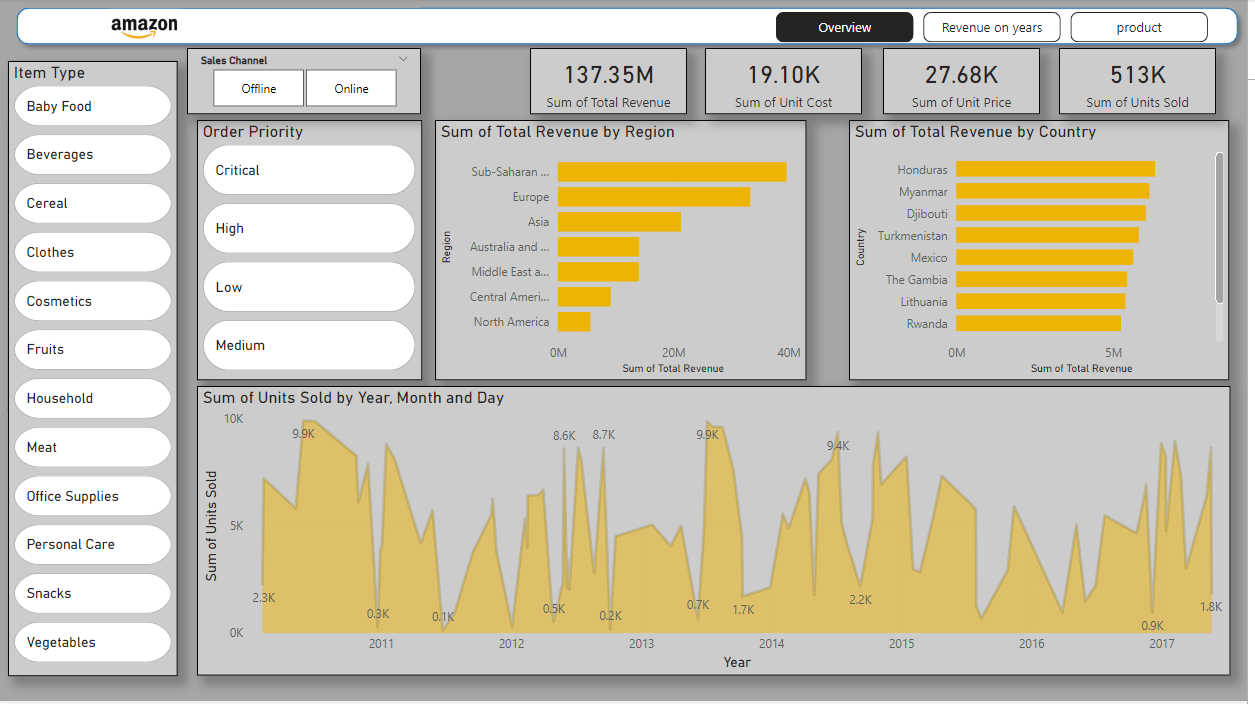 amazon
Overview
Revenue on years
product
Item Type
Baby Food
Beverages
Cereal
Clothes
Cosmetics
Fruits
Household
Meat
Office Supplies
Personal Care
Snacks
Vegetables
Sales Channel
Offline
Online
137.35M
Sum of Total Revenue
19.10K
Sum of Unit Cost
27.68K
Sum of Unit Price
513K
Sum of Units Sold
Order Priority
Critical
High
Low
Medium
Sum of Total Revenue by Region
Region
Sub-Saharan ...
Europe
Asia
Australia and ...
Middle East a...
Central Ameri...
North America
0M 20M 40M
Sum of Total Revenue
Sum of Total Revenue by Country
Country
Honduras
Myanmar
Djibouti
Turkmenistan
Mexico
The Gambia
Lithuania
Rwanda
0M 5M
Sum of Total Revenue
Sum of Units Sold by Year, Month and Day
Sum of Units Sold
10K
5K
0K
2.3K
9.9K
0.3K
0.1K
0.5K
8.6K
8.7K
0.2K
0.7K
9.9K
1.7K
9.4K
2.2K
0.9K
1.8K
2011 2012 2013 2014 2015 2016 2017
Year